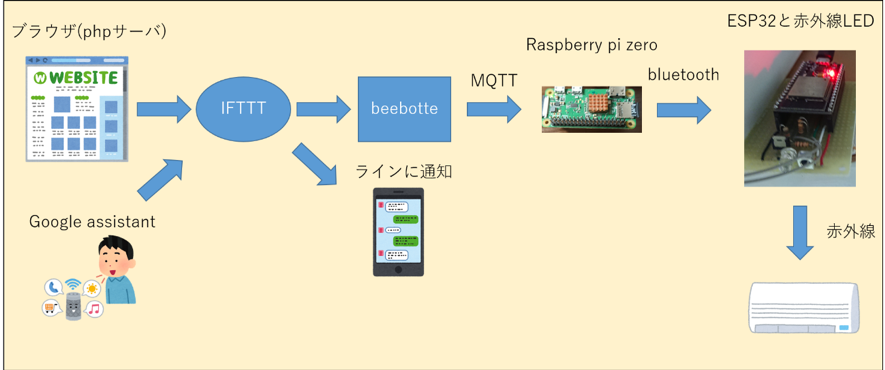 ブラウザ(phpサーバ)
WEBSITE
Google assistant
IFTTT
beebotte
ラインに通知
MQTT
Raspberry pi zero
bluetooth
ESP32と赤外線LED
赤外線